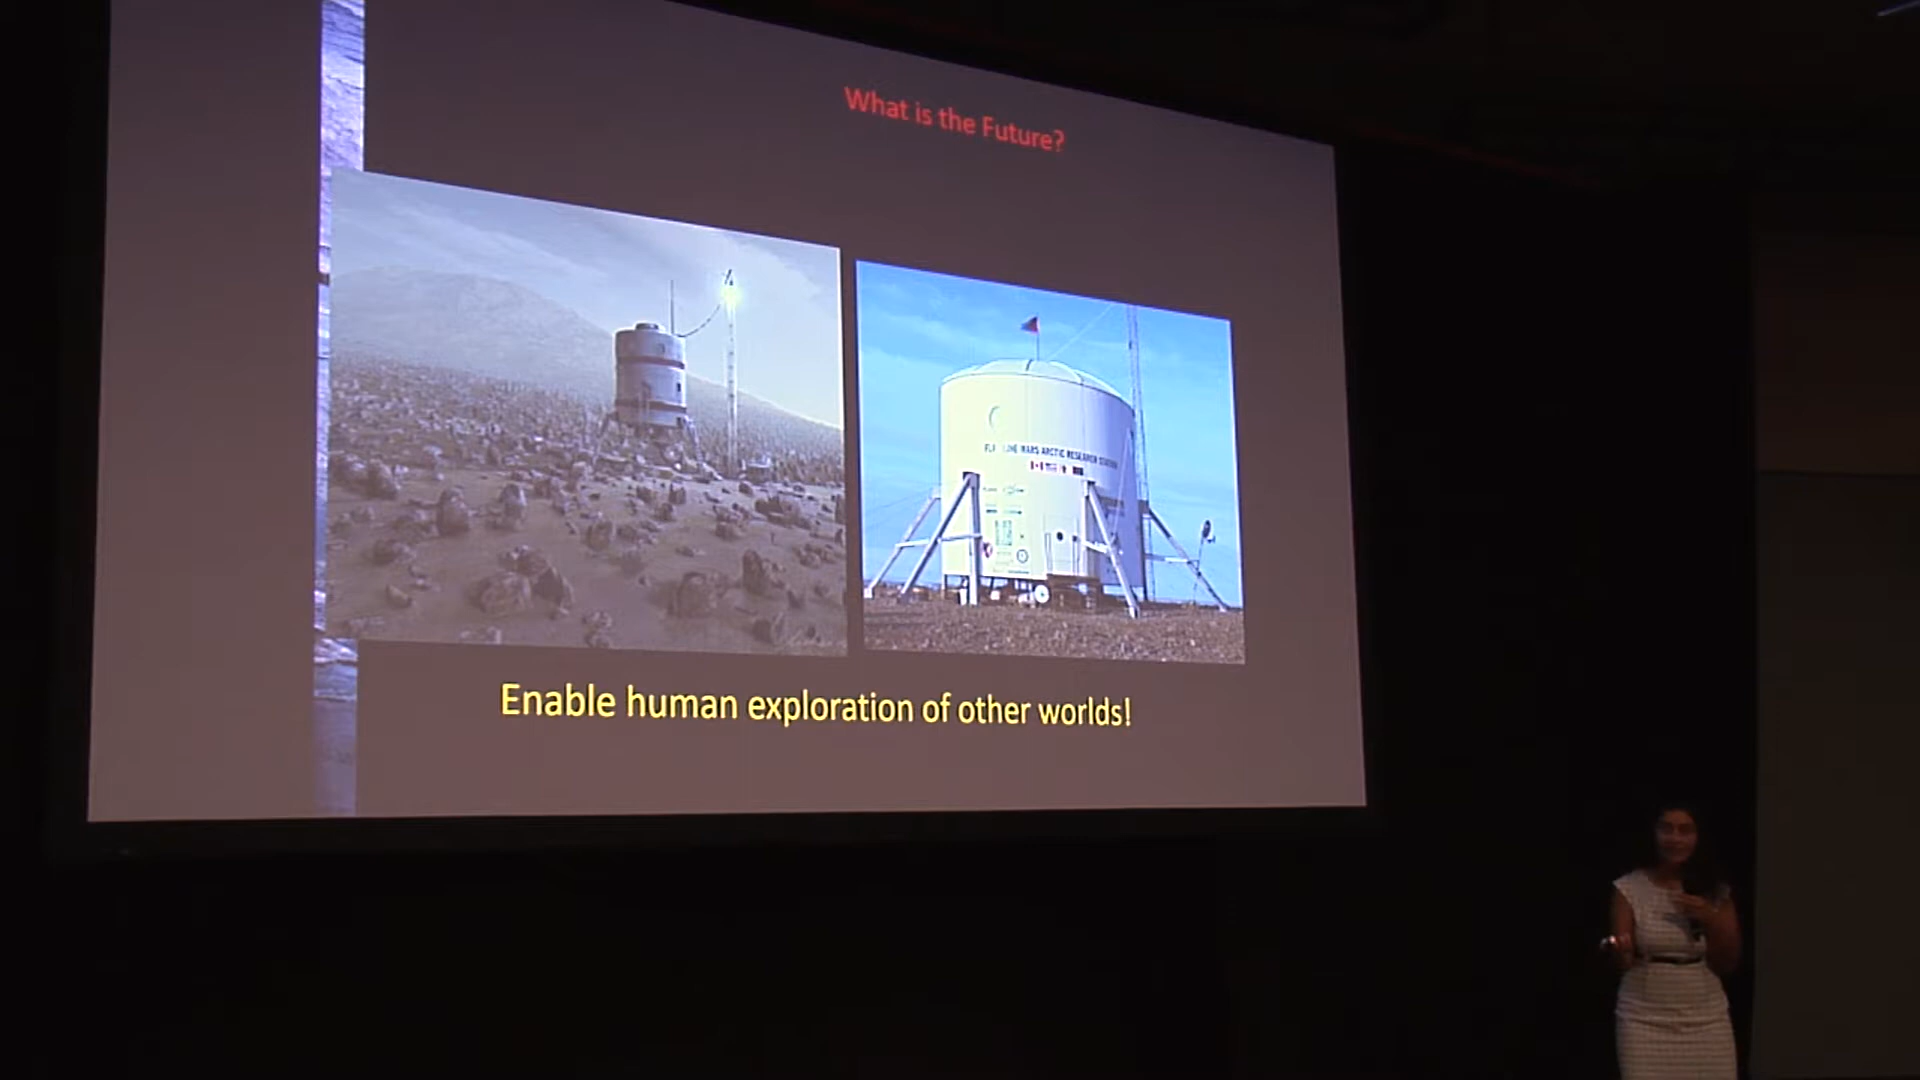 What is the Future?
MARS ARCTIC RESEARCH STATION
Enable human exploration of other worlds!